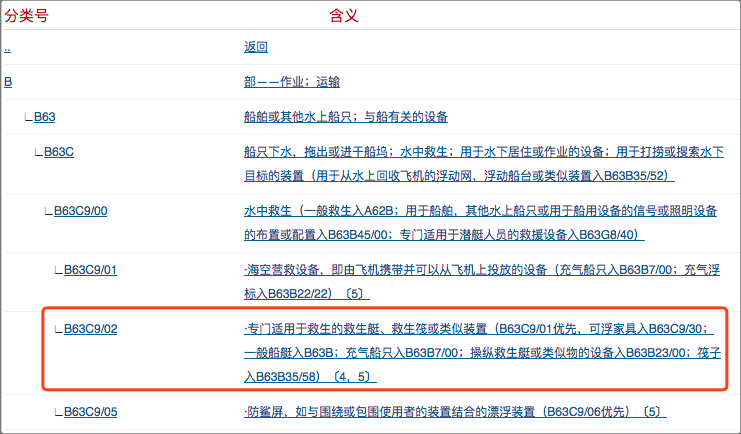 分类号 含义
.. 返回
B 部——作业；运输
∟B63 船舶或其他水上船只；与船有关的设备
∟B63C 船只下水，拖出或进干船坞；水中救生；用于水下居住或作业的设备；用于打捞或搜索水下
目标的装置（用于从水上回收飞机的浮动网，浮动船台或类似装置入B63B35/52）
∟B63C9/00 水中救生（一般救生入A62B；用于船舶，其他水上船只或用于船用设备的信号或照明设备
的布置或配置入B63B45/00；专门适用于潜艇人员的救援设备入B63G8/40）
∟B63C9/01 ·海空营救设备，即由飞机携带并可以从飞机上投放的设备（充气船只入B63B7/00；充气浮
标入B63B22/22）〔5〕
∟B63C9/02 ·专门适用于救生的救生艇、救生筏或类似装置（B63C9/01优先，可浮家具入B63C9/30；
一般船艇入B63B；充气船只入B63B7/00；操纵救生艇或类似物的设备入B63B23/00；筏子
入B63B35/58）〔4，5〕
∟B63C9/05 ·防鲨屏，如与围绕或包围使用者的装置结合的漂浮装置（B63C9/06优先）〔5〕